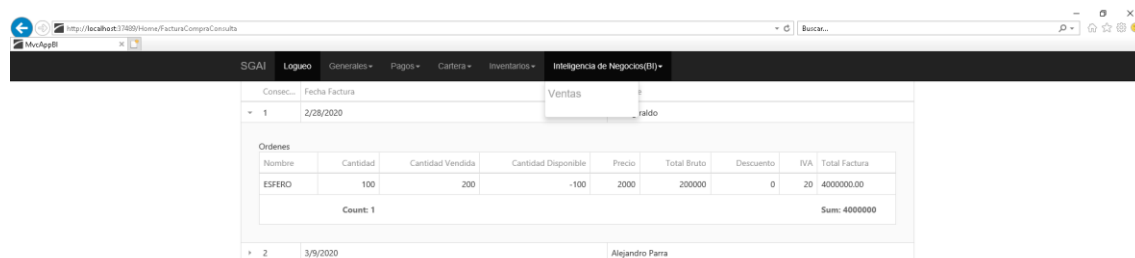 http://localhost:37489/Home/FacturaCompraConsulta
Buscar...
MvcAppBI
SGAI Logueo Generales Pagos Cartera Inventarios Inteligencia de Negocios(BI)
Consec... Fecha Factura
Ventas
1 2/28/2020 raldo
Ordenes
Nombre Cantidad Cantidad Vendida Cantidad Disponible Precio Total Bruto Descuento IVA Total Factura
ESFERO 100 200 -100 2000 200000 0 20 4000000.00
Count: 1 Sum: 4000000
2 3/9/2020 Alejandro Parra